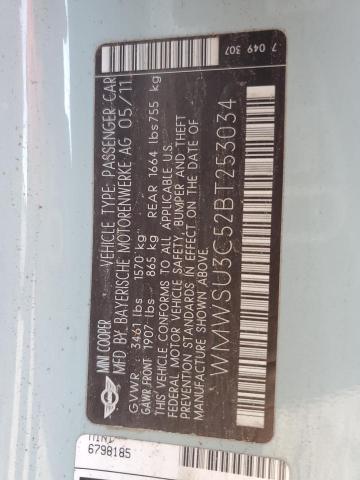 MINI COOPER VEHICLE TYPE: PASSENGER CAR
MFD BY BAYERISCHE MOTORENWERKE AG 05/11
GVWR 3461 lbs 1570 kg
GAWR:FRONT: 1907 lbs 865 kg REAR 1664 lbs755 kg
THIS VEHICLE CONFORMS TO ALL APPLICABLE U.S.
FEDERAL MOTOR VEHICLE SAFETY, BUMPER AND THEFT
PREVENTION STANDARDS IN EFFECT ON THE DATE OF
MANUFACTURE SHOWN ABOVE.
WMWSU3C52BT253034
7 049 307
MINI
6798185